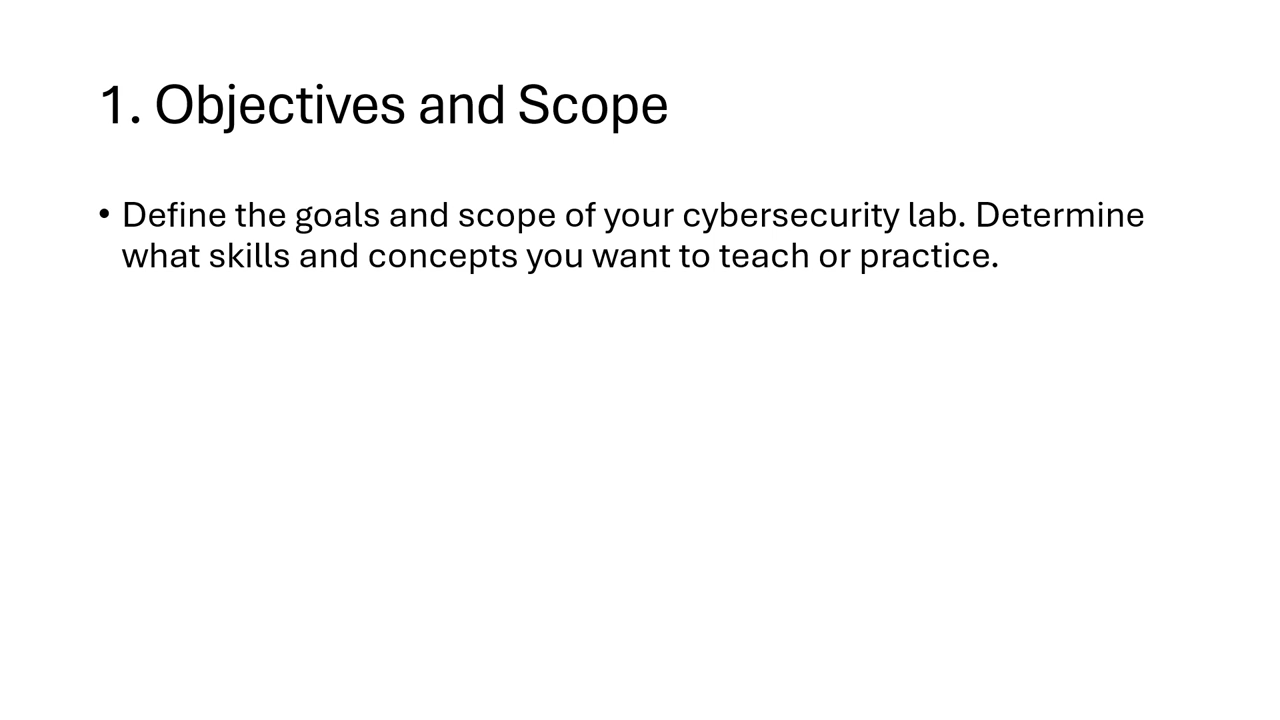 1. Objectives and Scope
• Define the goals and scope of your cybersecurity lab. Determine
what skills and concepts you want to teach or practice.